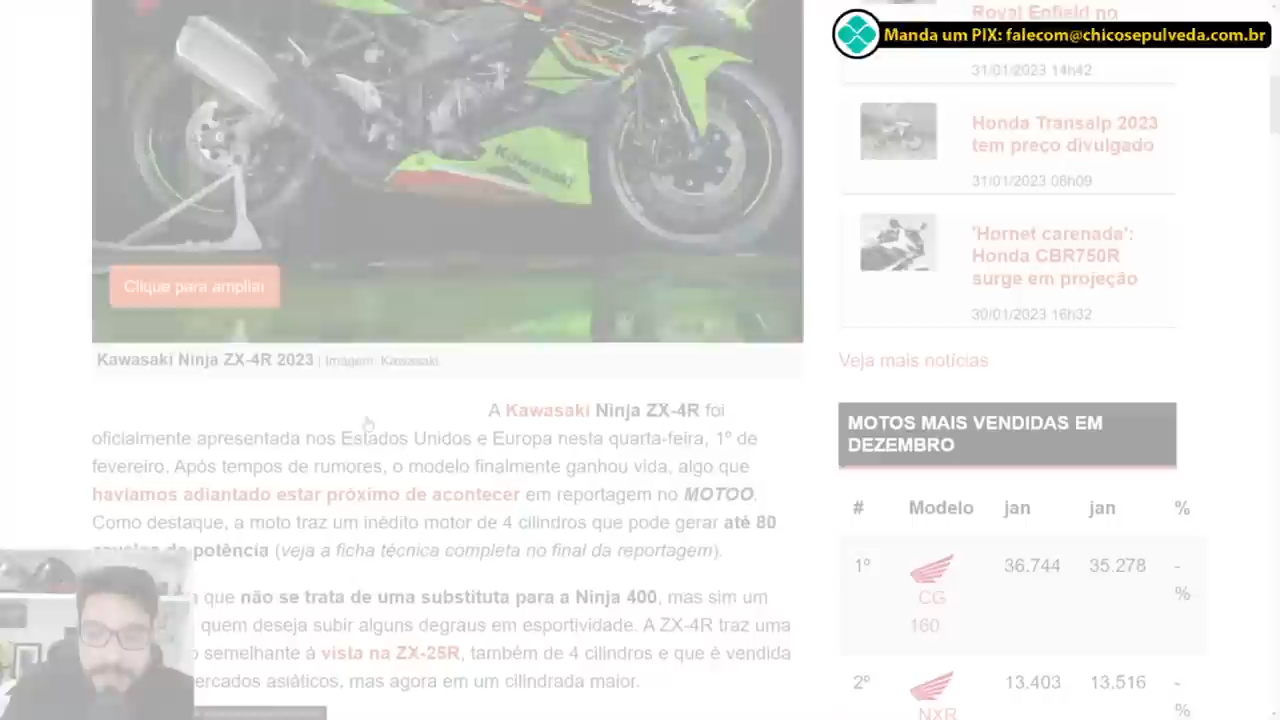 Royal Enfield no
Manda um PIX: falecom@chicosepulveda.com.br
31/01/2023 14h42
Kawasaki
Honda Transalp 2023
tem preço divulgado
31/01/2023 08h09
'Hornet carenada':
Honda CBR750R
surge em projeção
30/01/2023 16h32
Clique para ampliar
Kawasaki Ninja ZX-4R 2023 | Imagem: Kawasaki
Veja mais notícias
A Kawasaki Ninja ZX-4R foi
oficialmente apresentada nos Estados Unidos e Europa nesta quarta-feira, 1º de
fevereiro. Após tempos de rumores, o modelo finalmente ganhou vida, algo que
havíamos adiantado estar próximo de acontecer em reportagem no MOTOO.
Como destaque, a moto traz um inédito motor de 4 cilindros que pode gerar até 80
de potência (veja a ficha técnica completa no final da reportagem).
que não se trata de uma substituta para a Ninja 400, mas sim um
quem deseja subir alguns degraus em esportividade. A ZX-4R traz uma
semelhante à vista na ZX-25R, também de 4 cilindros e que é vendida
mercados asiáticos, mas agora em um cilindrada maior.
MOTOS MAIS VENDIDAS EM
DEZEMBRO
# Modelo jan jan %
1º CG 160 36.744 35.278 - %
2º NXR 13.403 13.516 - %